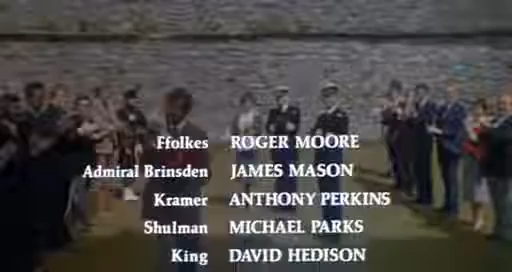 Ffolkes ROGER MOORE
Admiral Brinsden JAMES MASON
Kramer ANTHONY PERKINS
Shulman MICHAEL PARKS
King DAVID HEDISON